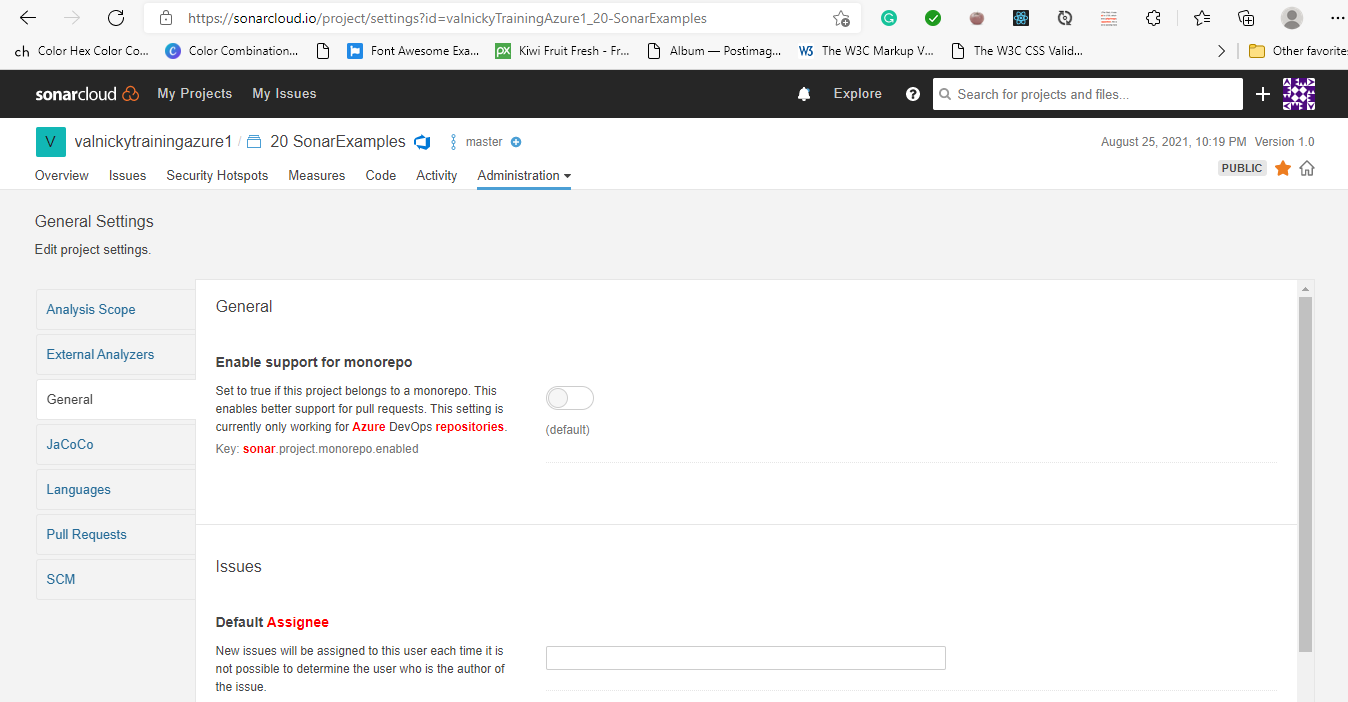 https://sonarcloud.io/project/settings?id=valnickyTrainingAzure1_20-SonarExamples
ch Color Hex Color Co... Color Combination... Font Awesome Exa... Kiwi Fruit Fresh - Fr... Album — Postimag... The W3C Markup V... The W3C CSS Valid... Other favorites
sonarcloud My Projects My Issues Explore Search for projects and files...
V valnickytrainingazure1 / 20 SonarExamples master August 25, 2021, 10:19 PM Version 1.0
Overview Issues Security Hotspots Measures Code Activity Administration PUBLIC
General Settings
Edit project settings.
Analysis Scope
External Analyzers
General
JaCoCo
Languages
Pull Requests
SCM
General
Enable support for monorepo
Set to true if this project belongs to a monorepo. This
enables better support for pull requests. This setting is
currently only working for Azure DevOps repositories.
Key: sonar.project.monorepo.enabled
(default)
Issues
Default Assignee
New issues will be assigned to this user each time it is
not possible to determine the user who is the author of
the issue.